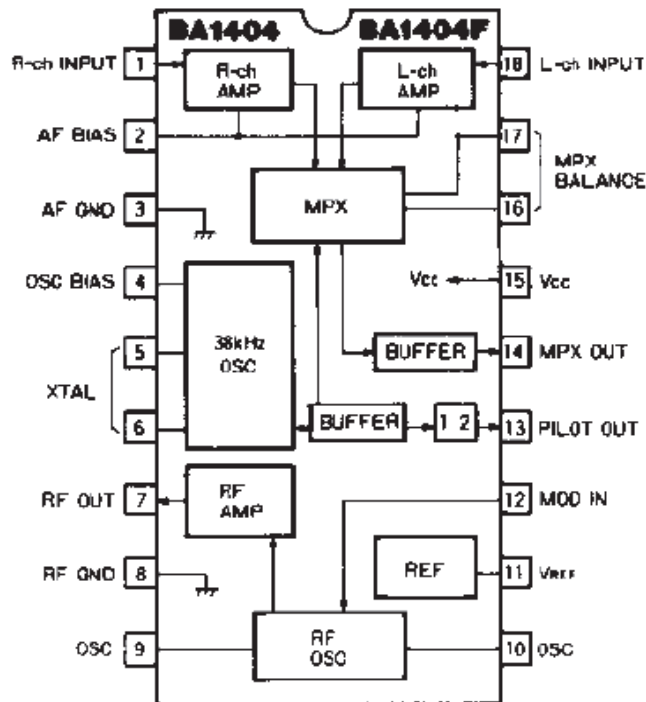 BA1404 BA1404F
R-ch INPUT 1
R-ch AMP
L-ch AMP
18 L-ch INPUT
AF BIAS 2
17
MPX BALANCE
16
AF GND 3
MPX
OSC BIAS 4
Vcc
15 Vcc
5
XTAL
6
38kHz OSC
BUFFER
14 MPX OUT
BUFFER
1 2
13 PILOT OUT
RF OUT 7
RF AMP
12 MOD IN
RF GND 8
REF
11 VREF
OSC 9
RF OSC
10 OSC